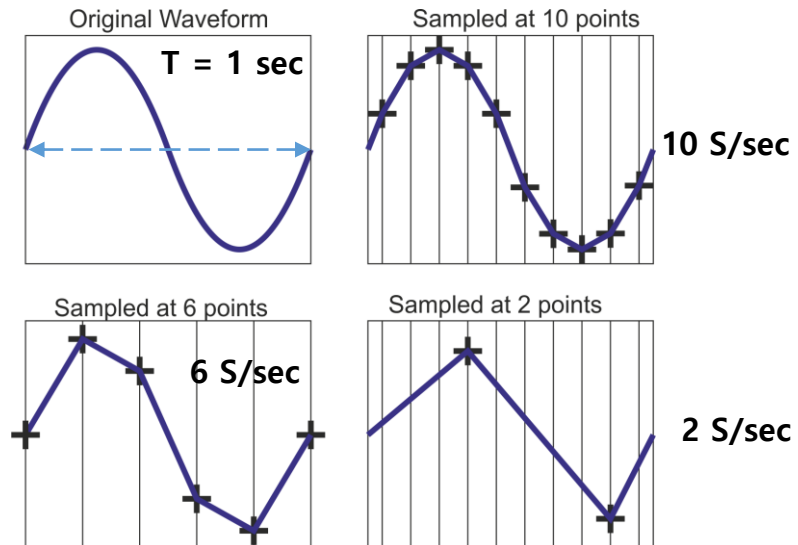 Original Waveform
T = 1 sec
Sampled at 10 points
10 S/sec
Sampled at 6 points
6 S/sec
Sampled at 2 points
2 S/sec